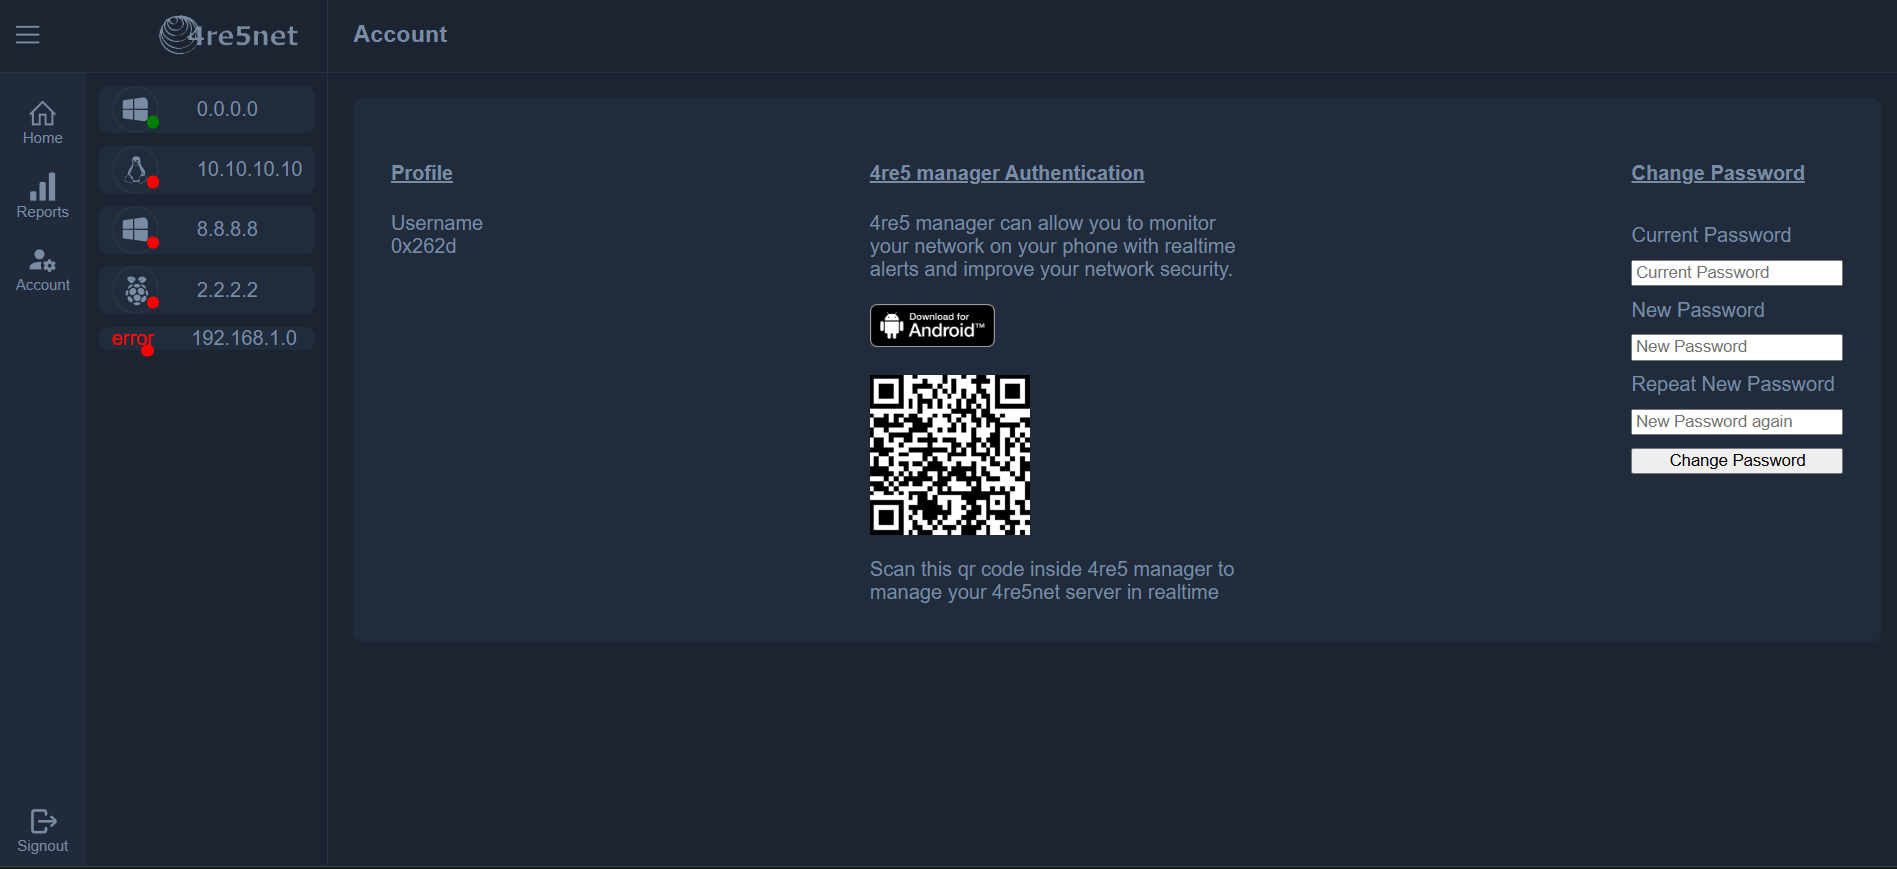 4re5net
Account
Home
Reports
Account
Signout
0.0.0.0
10.10.10.10
8.8.8.8
2.2.2.2
error 192.168.1.0
Profile
Username
0x262d
4re5 manager Authentication
4re5 manager can allow you to monitor
your network on your phone with realtime
alerts and improve your network security.
Download for
Android™
Scan this qr code inside 4re5 manager to
manage your 4re5net server in realtime
Change Password
Current Password
Current Password
New Password
New Password
Repeat New Password
New Password again
Change Password